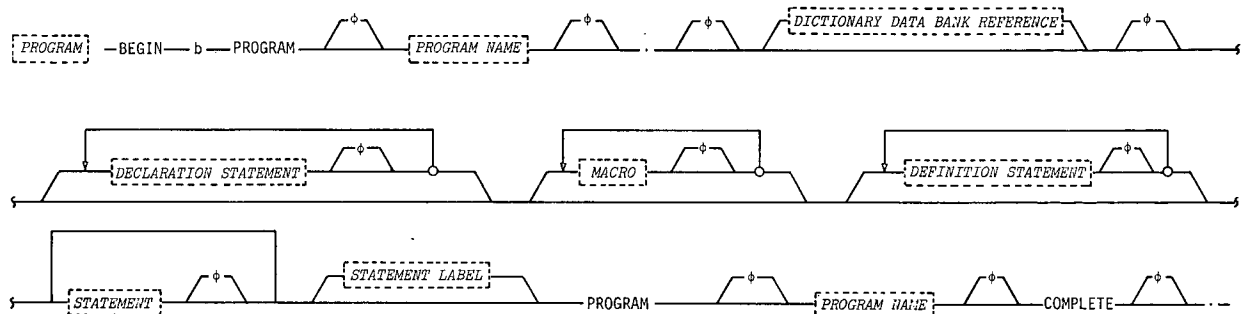 PROGRAM BEGIN b PROGRAM ϕ PROGRAM NAME ϕ . ϕ DICTIONARY DATA BANK REFERENCE ϕ
DECLARATION STATEMENT ϕ MACRO ϕ DEFINITION STATEMENT ϕ
STATEMENT ϕ STATEMENT LABEL PROGRAM ϕ PROGRAM NAME ϕ COMPLETE ϕ .